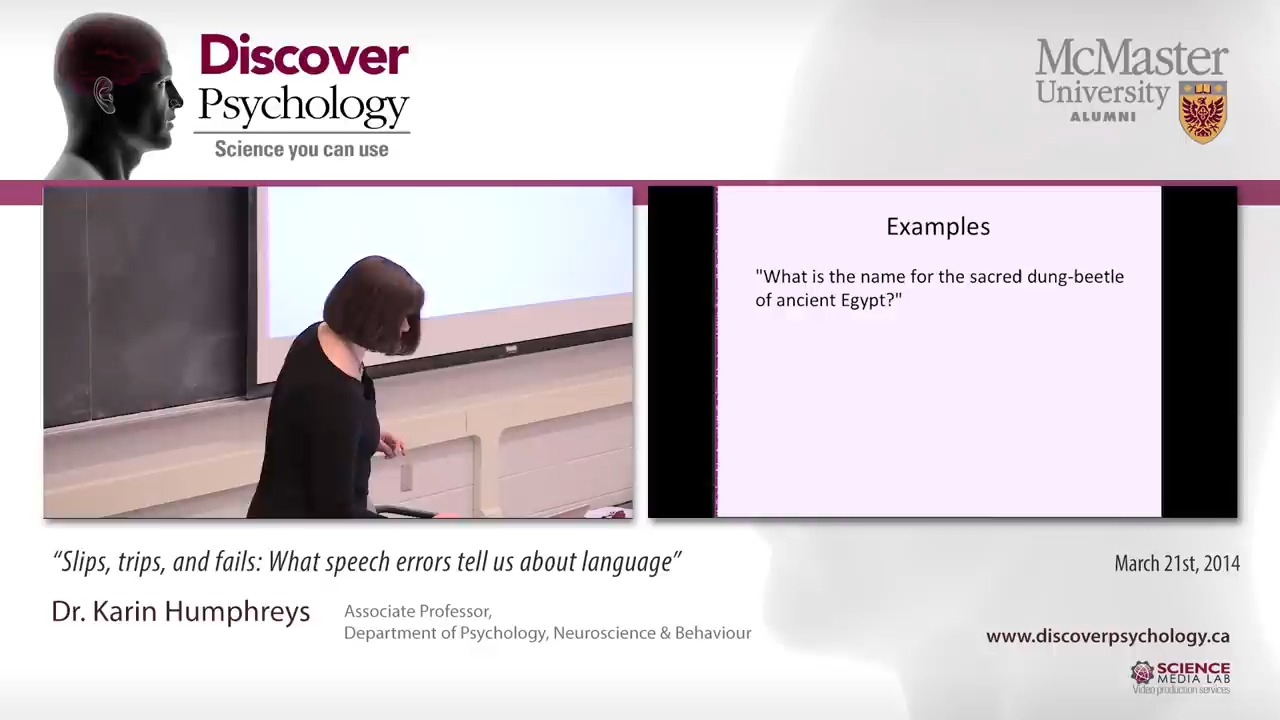 Discover
Psychology
Science you can use
McMaster
University
ALUMNI
Examples
"What is the name for the sacred dung-beetle
of ancient Egypt?"
“Slips, trips, and fails: What speech errors tell us about language”
March 21st, 2014
Dr. Karin Humphreys
Associate Professor,
Department of Psychology, Neuroscience & Behaviour
www.discoverpsychology.ca
SCIENCE
MEDIA LAB
Video production services